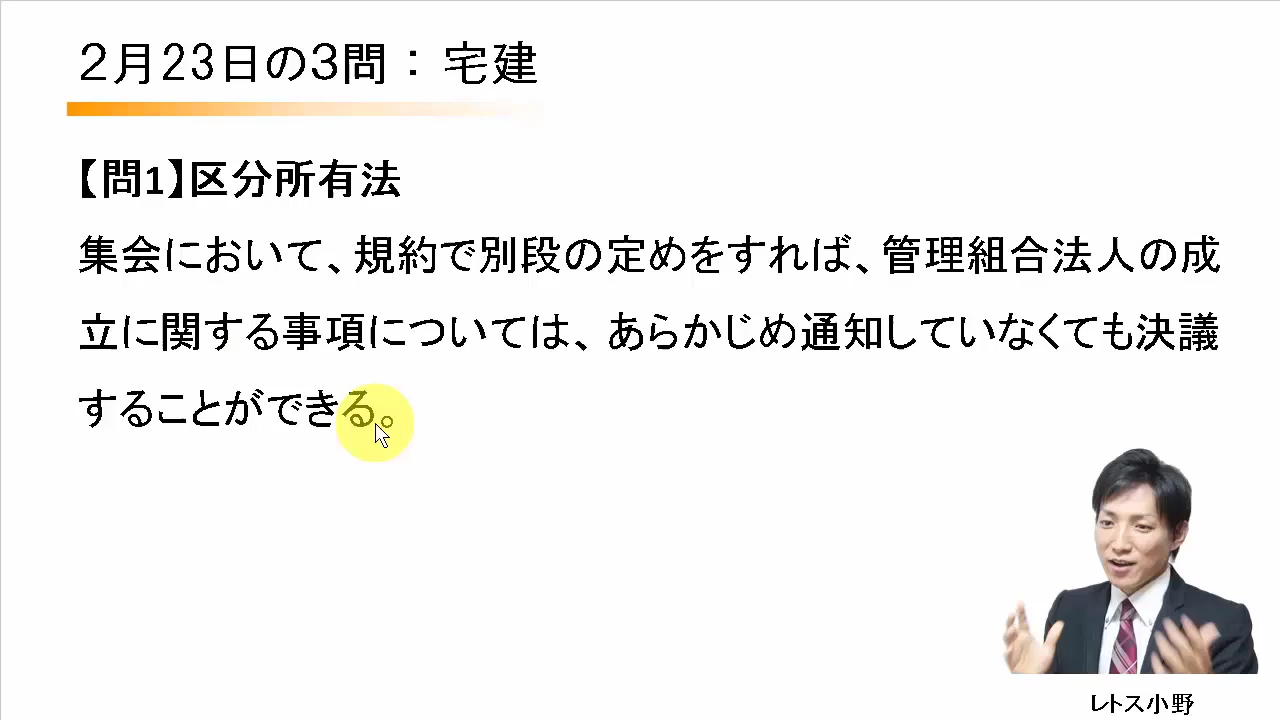 ２月23日の３問：宅建
【問1】区分所有法
集会において、規約で別段の定めをすれば、管理組合法人の成
立に関する事項については、あらかじめ通知していなくても決議
することができる。
レトス小野